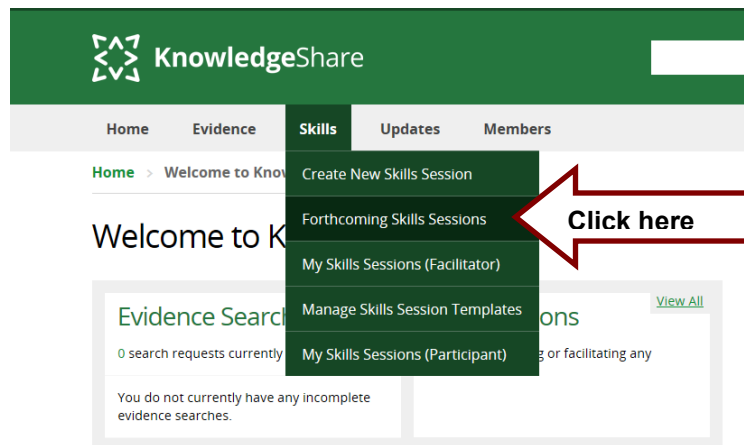 KnowledgeShare
Home Evidence Skills Updates Members
Home > Welcome to Know
Create New Skills Session
Forthcoming Skills Sessions
Click here
Welcome to K
My Skills Sessions (Facilitator)
Manage Skills Session Templates
My Skills Sessions (Participant)
View All
Evidence Search
ons
0 search requests currently
g or facilitating any
You do not currently have any incomplete
evidence searches.